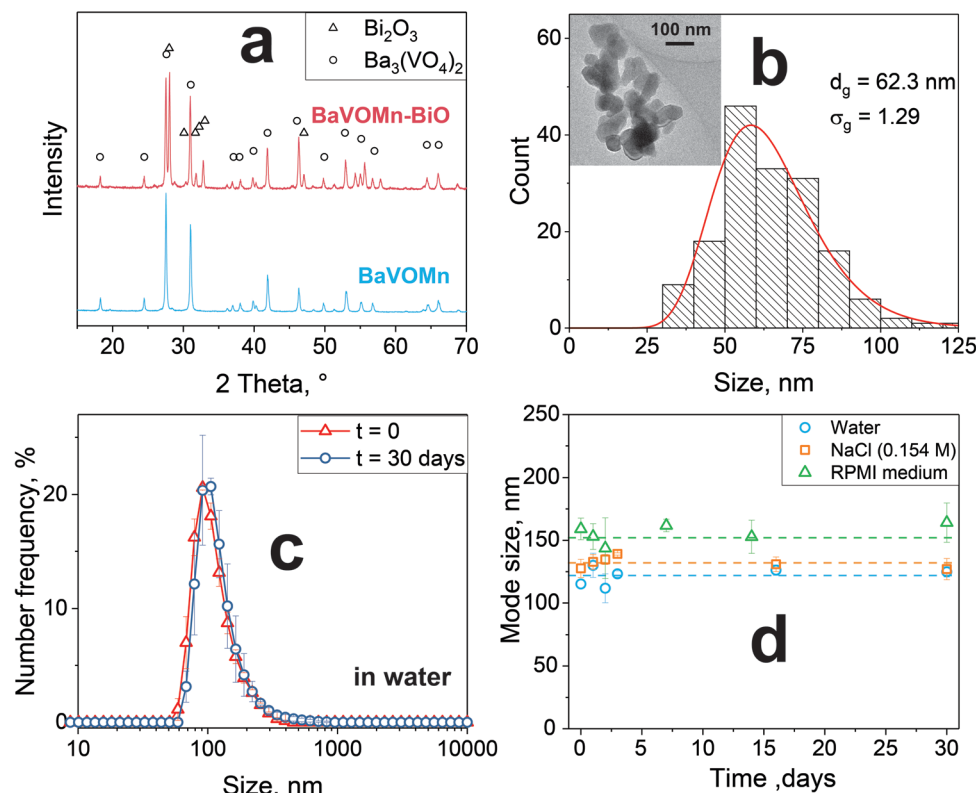 a
△ Bi₂O₃
○ Ba₃(VO₄)₂
BaVOMn-BiO
BaVOMn
Intensity
20 30 40 50 60 70
2 Theta, °
b
100 nm
d_g = 62.3 nm
σ_g = 1.29
Count
60
40
20
0
0 25 50 75 100 125
Size, nm
c
t = 0
t = 30 days
in water
Number frequency, %
20
10
0
10 100 1000 10000
Size, nm
d
Water
NaCl (0.154 M)
RPMI medium
Mode size, nm
250
200
150
100
50
0
0 5 10 15 20 25 30
Time ,days